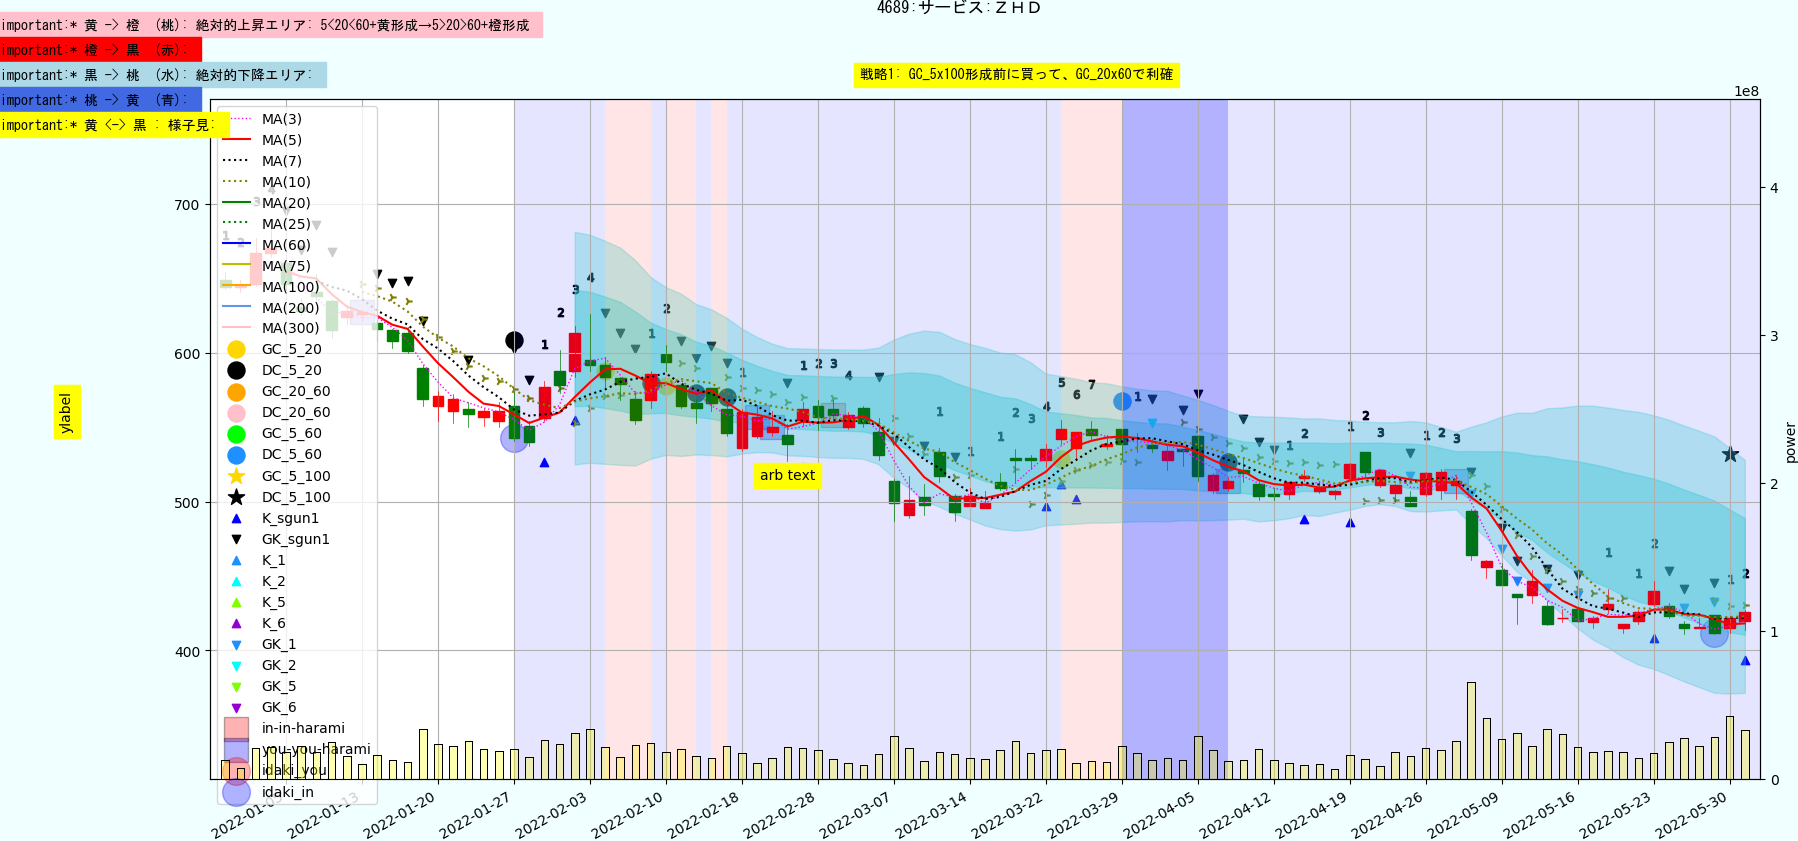 4689:サービス:ＺＨＤ
important:* 黄 -> 橙 （桃）: 絶対的上昇エリア: 5<20<60+黄形成→5>20>60+橙形成
important:* 橙 -> 黒 （赤）:
important:* 黒 -> 桃 （水）: 絶対的下降エリア:
important:* 桃 -> 黄 （青）:
important:* 黄 <-> 黒 : 様子見:
戦略1: GC_5x100形成前に買って、GC_20x60で利確
1e8
MA(3)
MA(5)
MA(7)
MA(10)
MA(20)
MA(25)
MA(60)
MA(75)
MA(100)
MA(200)
MA(300)
GC_5_20
DC_5_20
GC_20_60
DC_20_60
GC_5_60
DC_5_60
GC_5_100
DC_5_100
K_sgun1
GK_sgun1
K_1
K_2
K_5
K_6
GK_1
GK_2
GK_5
GK_6
in-in-harami
you-you-harami
idaki_you
idaki_in
700
600
500
400
ylabel
arb text
4
3
2
1
0
power
2022-01-13
2022-01-20
2022-01-27
2022-02-03
2022-02-10
2022-02-18
2022-02-28
2022-03-07
2022-03-14
2022-03-22
2022-03-29
2022-04-05
2022-04-12
2022-04-19
2022-04-26
2022-05-09
2022-05-16
2022-05-23
2022-05-30